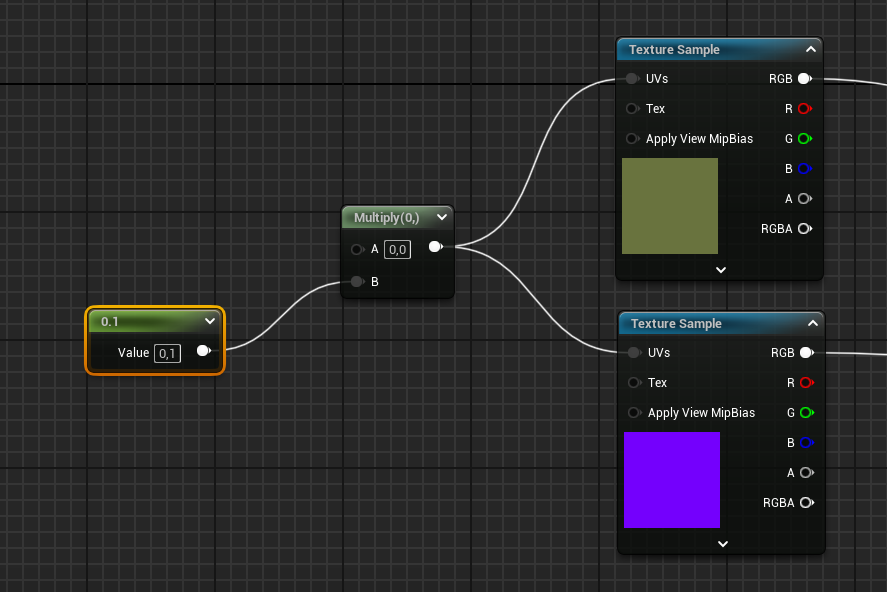 Texture Sample
UVs RGB
Tex R
Apply View MipBias G
B
A
RGBA
Multiply(0,)
A 0,0
B
0.1
Value 0,1
Texture Sample
UVs RGB
Tex R
Apply View MipBias G
B
A
RGBA